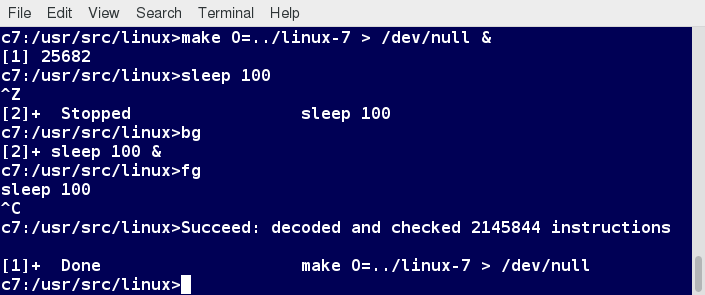 File Edit View Search Terminal Help
c7:/usr/src/linux>make O=../linux-7 > /dev/null &
[1] 25682
c7:/usr/src/linux>sleep 100
^Z
[2]+  Stopped                 sleep 100
c7:/usr/src/linux>bg
[2]+ sleep 100 &
c7:/usr/src/linux>fg
sleep 100
^C
c7:/usr/src/linux>Succeed: decoded and checked 2145844 instructions
[1]+  Done                    make O=../linux-7 > /dev/null
c7:/usr/src/linux>